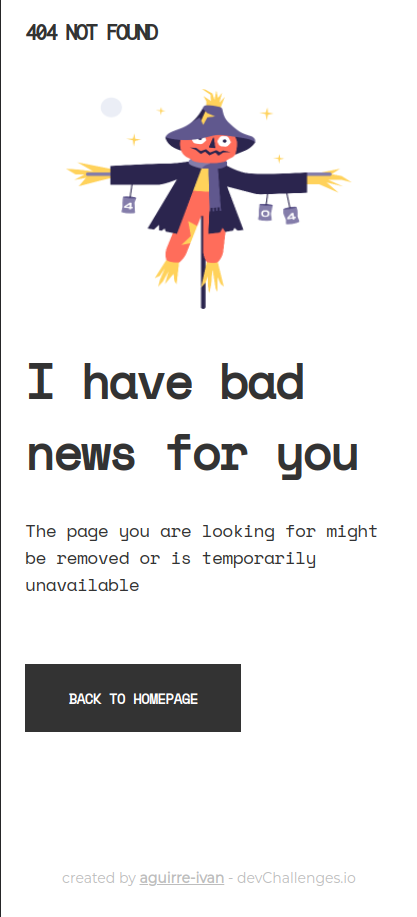 404 NOT FOUND
4
0 4
I have bad
news for you
The page you are looking for might
be removed or is temporarily
unavailable
BACK TO HOMEPAGE
created by aguirre-ivan - devChallenges.io